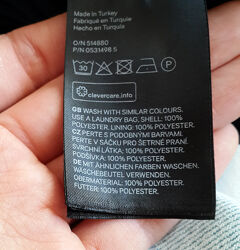 Made in Turkey
Fabriqué en Turquie
Hecho en Turquía
O/N 514880
P/N 0531498 5
30
P
clevercare.info
GB WASH WITH SIMILAR COLOURS.
USE A LAUNDRY BAG, SHELL: 100%
POLYESTER, LINING: 100% POLYESTER.
CZ PERTE S PODOBNÝMI BARVAMI.
PERTE V SÁČKU PRO ŠETRNÉ PRANÍ.
SVRCHNÍ LÁTKA: 100% POLYESTER.
PODŠÍVKA: 100% POLYESTER.
DE MIT ÄHNLICHEN FARBEN WASCHEN.
WÄSCHEBEUTEL VERWENDEN.
OBERMATERIAL: 100% POLYESTER.
FUTTER: 100% POLYESTER